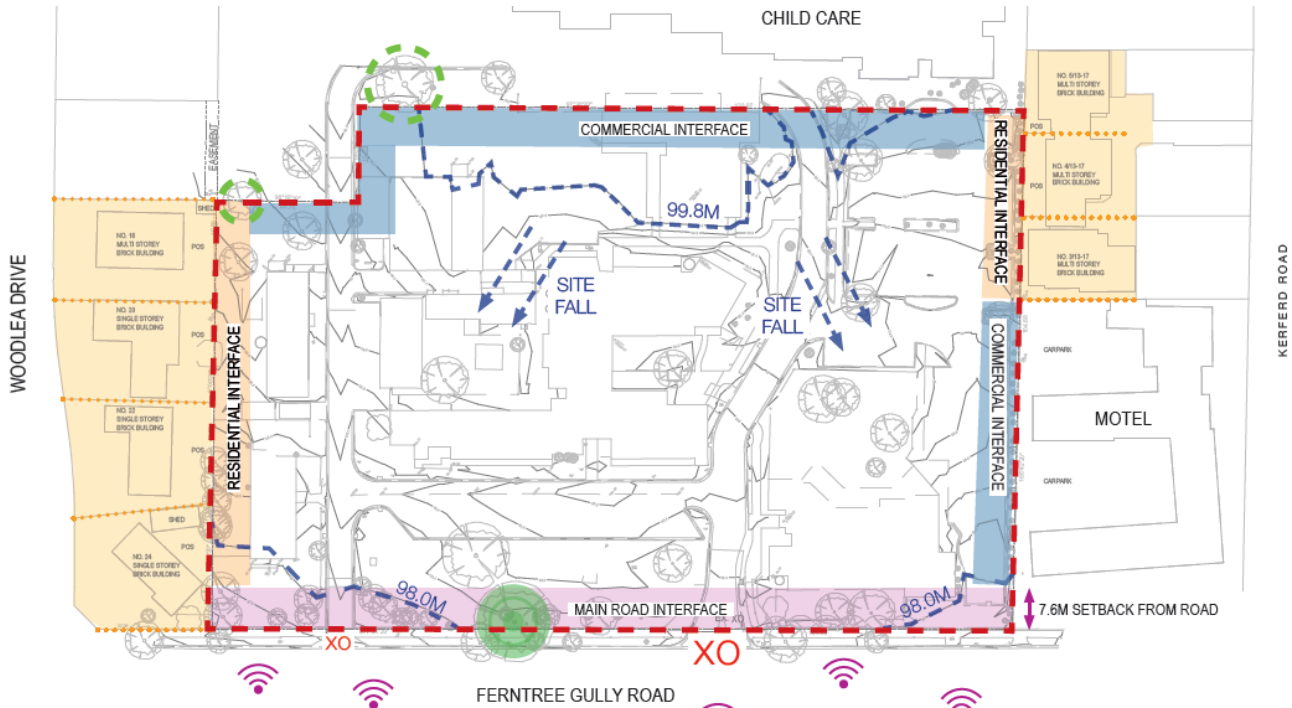 CHILD CARE
NO. 5/13-17
MULTI STOREY
BRICK BUILDING
COMMERCIAL INTERFACE
POS
EASEMENT
RESIDENTIAL INTERFACE
NO. 4/13-17
MULTI STOREY
BRICK BUILDING
POS
SHED
99.8M
NO. 18
MULTI STOREY
BRICK BUILDING
POS
NO. 3/13-17
MULTI STOREY
BRICK BUILDING
SITE
FALL
SITE
FALL
WOODLEA DRIVE
KERFERD ROAD
NO. 20
SINGLE STOREY
BRICK BUILDING
POS
RESIDENTIAL INTERFACE
COMMERCIAL INTERFACE
CARPARK
MOTEL
NO. 22
SINGLE STOREY
BRICK BUILDING
POS
CARPARK
SHED
POS
NO. 24
SINGLE STOREY
BRICK BUILDING
98.0M
MAIN ROAD INTERFACE
98.0M
7.6M SETBACK FROM ROAD
XO
XO
FERNTREE GULLY ROAD